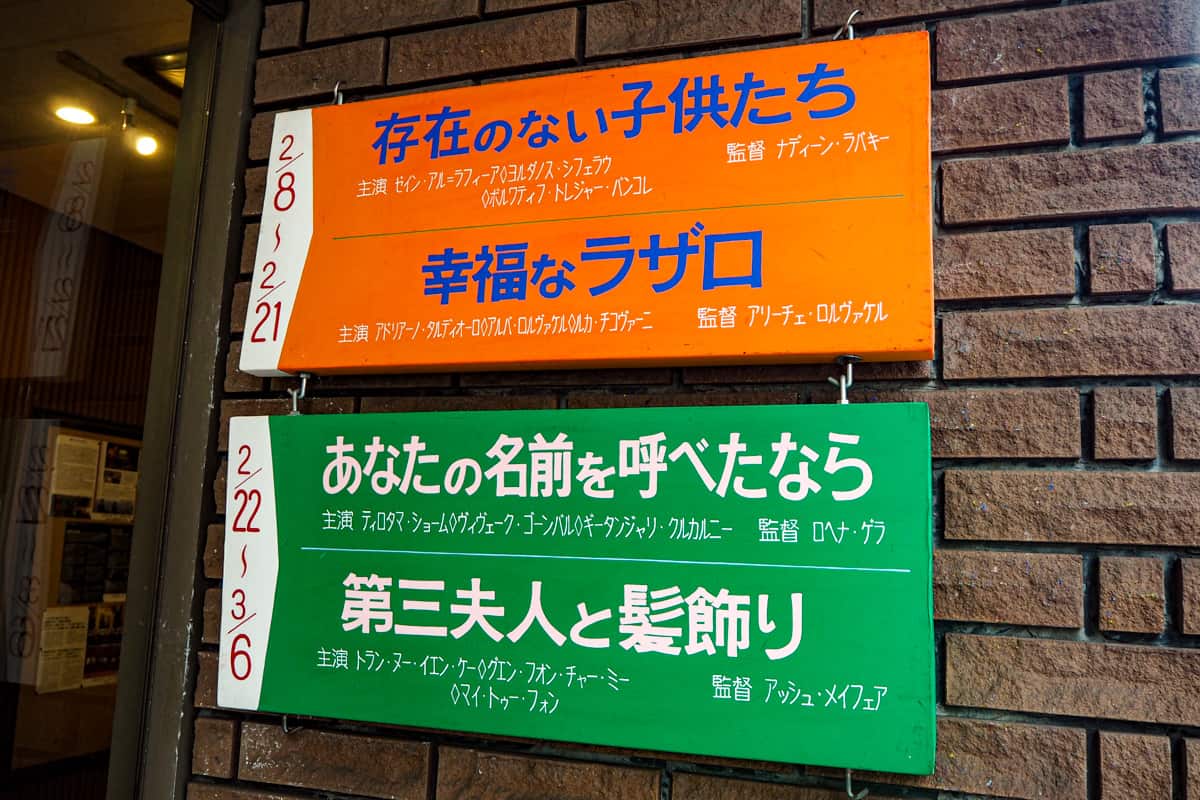 2/8
～
2/21
存在のない子供たち
監督 ナディーン・ラバキー
主演 ゼイン・アル=ラフィーア◊ヨルダノス・シフェラウ
◊ボルワティフ・トレジャー・バンコレ
幸福なラザロ
主演 アドリアーノ・タルディオーロ◊アルバ・ロルヴァケル◊ルカ・チコヴァーニ
監督 アリーチェ・ロルヴァケル
2/22
～
3/6
あなたの名前を呼べたなら
主演 ティロタマ・ショーム◊ヴィヴェーク・ゴーンバル◊ギータンジャリ・クルカルニー 監督 ロヘナ・ゲラ
第三夫人と髪飾り
主演 トラン・ヌー・イエン・ケー◊グエン・フオン・チャー・ミー
◊マイ・トゥー・フォン
監督 アッシュ・メイフェア